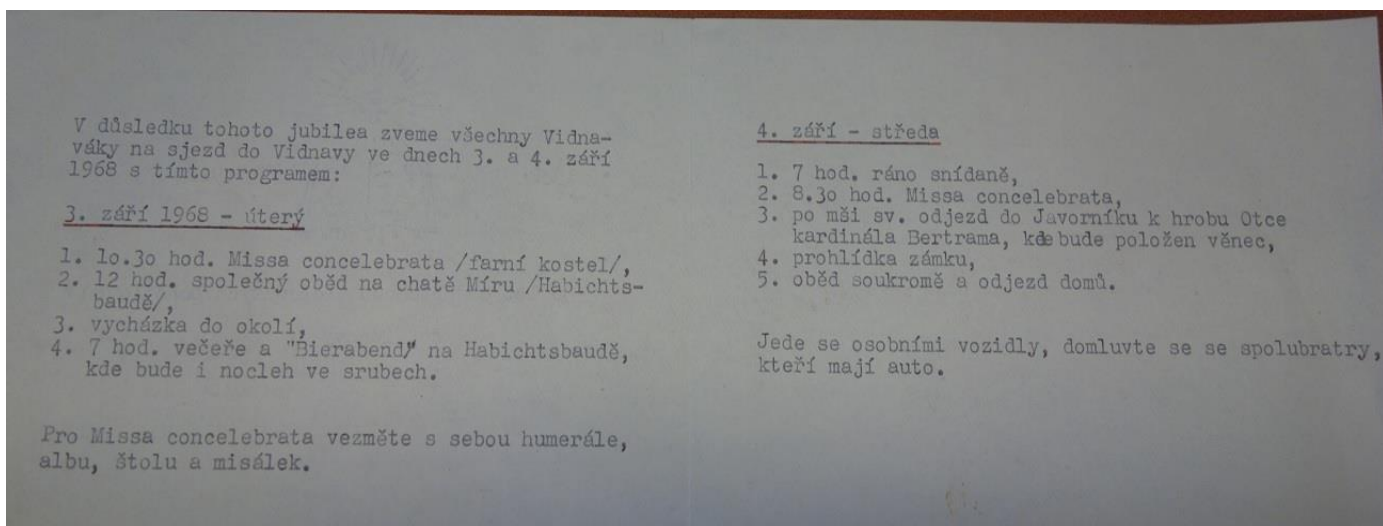 V důsledku tohoto jubilea zveme všechny Vidna-
váky na sjezd do Vidnavy ve dnech 3. a 4. září
1968 s tímto programem:
3. září 1968 - úterý
1. lo.3o hod. Missa concelebrata /farní kostel/,
2. 12 hod. společný oběd na chatě Míru /Habichts-
baudě/,
3. vycházka do okolí,
4. 7 hod. večeře a "Bierabend" na Habichtsbaudě,
kde bude i nocleh ve srubech.
Pro Missa concelebrata vezměte s sebou humerále,
albu, štolu a misálek.
4. září - středa
1. 7 hod. ráno snídaně,
2. 8.3o hod. Missa concelebrata,
3. po mši sv. odjezd do Javorníku k hrobu Otce
kardinála Bertrama, kde bude položen věnec,
4. prohlídka zámku,
5. oběd soukromě a odjezd domů.
Jede se osobními vozidly, domluvte se se spolubratry,
kteří mají auto.